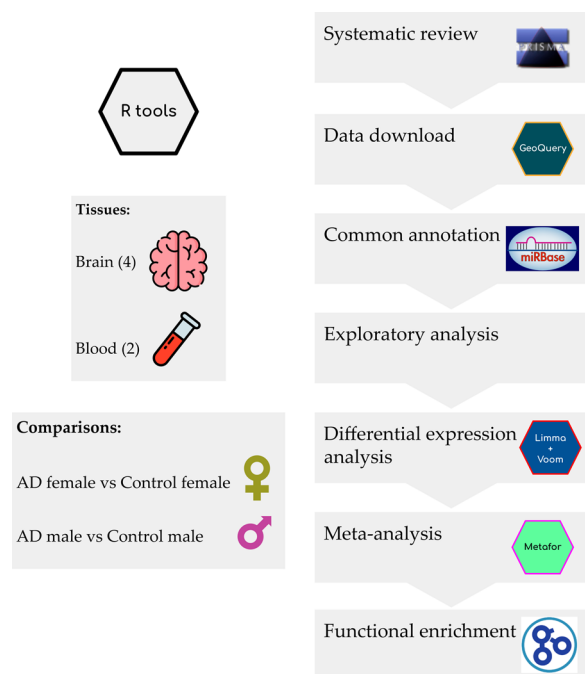 R tools
Tissues:
Brain (4)
Blood (2)
Comparisons:
AD female vs Control female
AD male vs Control male
Systematic review
PRISMA
Data download
GeoQuery
Common annotation
miRBase
Exploratory analysis
Differential expression
analysis
Limma
+
Voom
Meta-analysis
Metafor
Functional enrichment